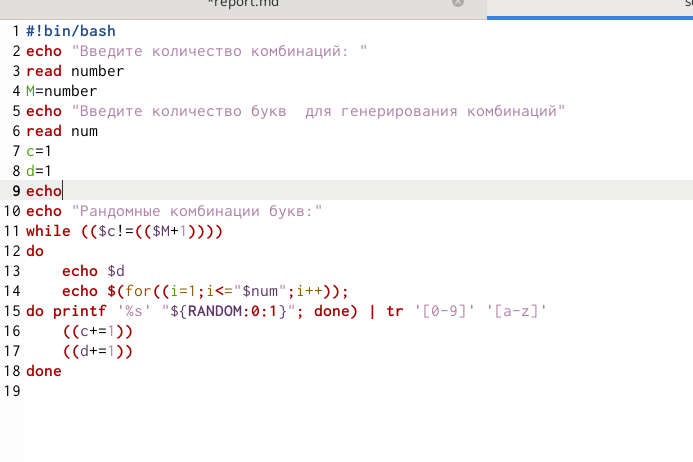 *report.md
1 #!bin/bash
2 echo "Введите количество комбинаций: "
3 read number
4 M=number
5 echo "Введите количество букв  для генерирования комбинаций"
6 read num
7 c=1
8 d=1
9 echo
10 echo "Рандомные комбинации букв:"
11 while (($c!=(($M+1))))
12 do
13     echo $d
14     echo $(for((i=1;i<="$num";i++));
15 do printf '%s' "${RANDOM:0:1}"; done) | tr '[0-9]' '[a-z]'
16     ((c+=1))
17     ((d+=1))
18 done
19